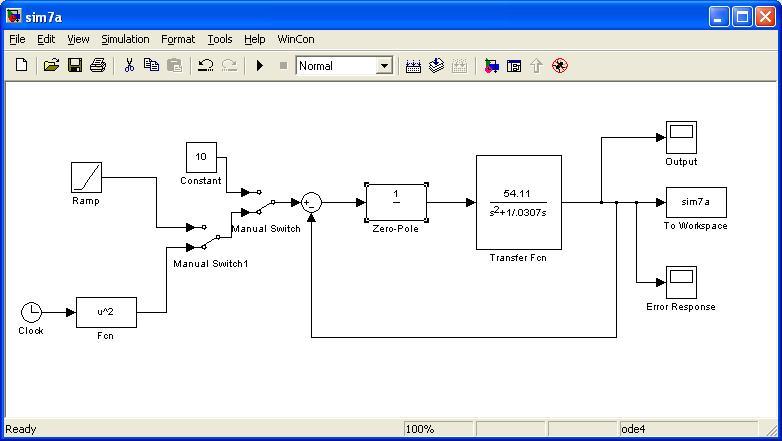 sim7a
File Edit View Simulation Format Tools Help WinCon
Normal
10
Constant
Ramp
Manual Switch
Manual Switch1
Clock
u^2
Fcn
+
−
1
Zero-Pole
54.11
s2+1/.0307s
Transfer Fcn
Output
sim7a
To Workspace
Error Response
Ready 100% ode4